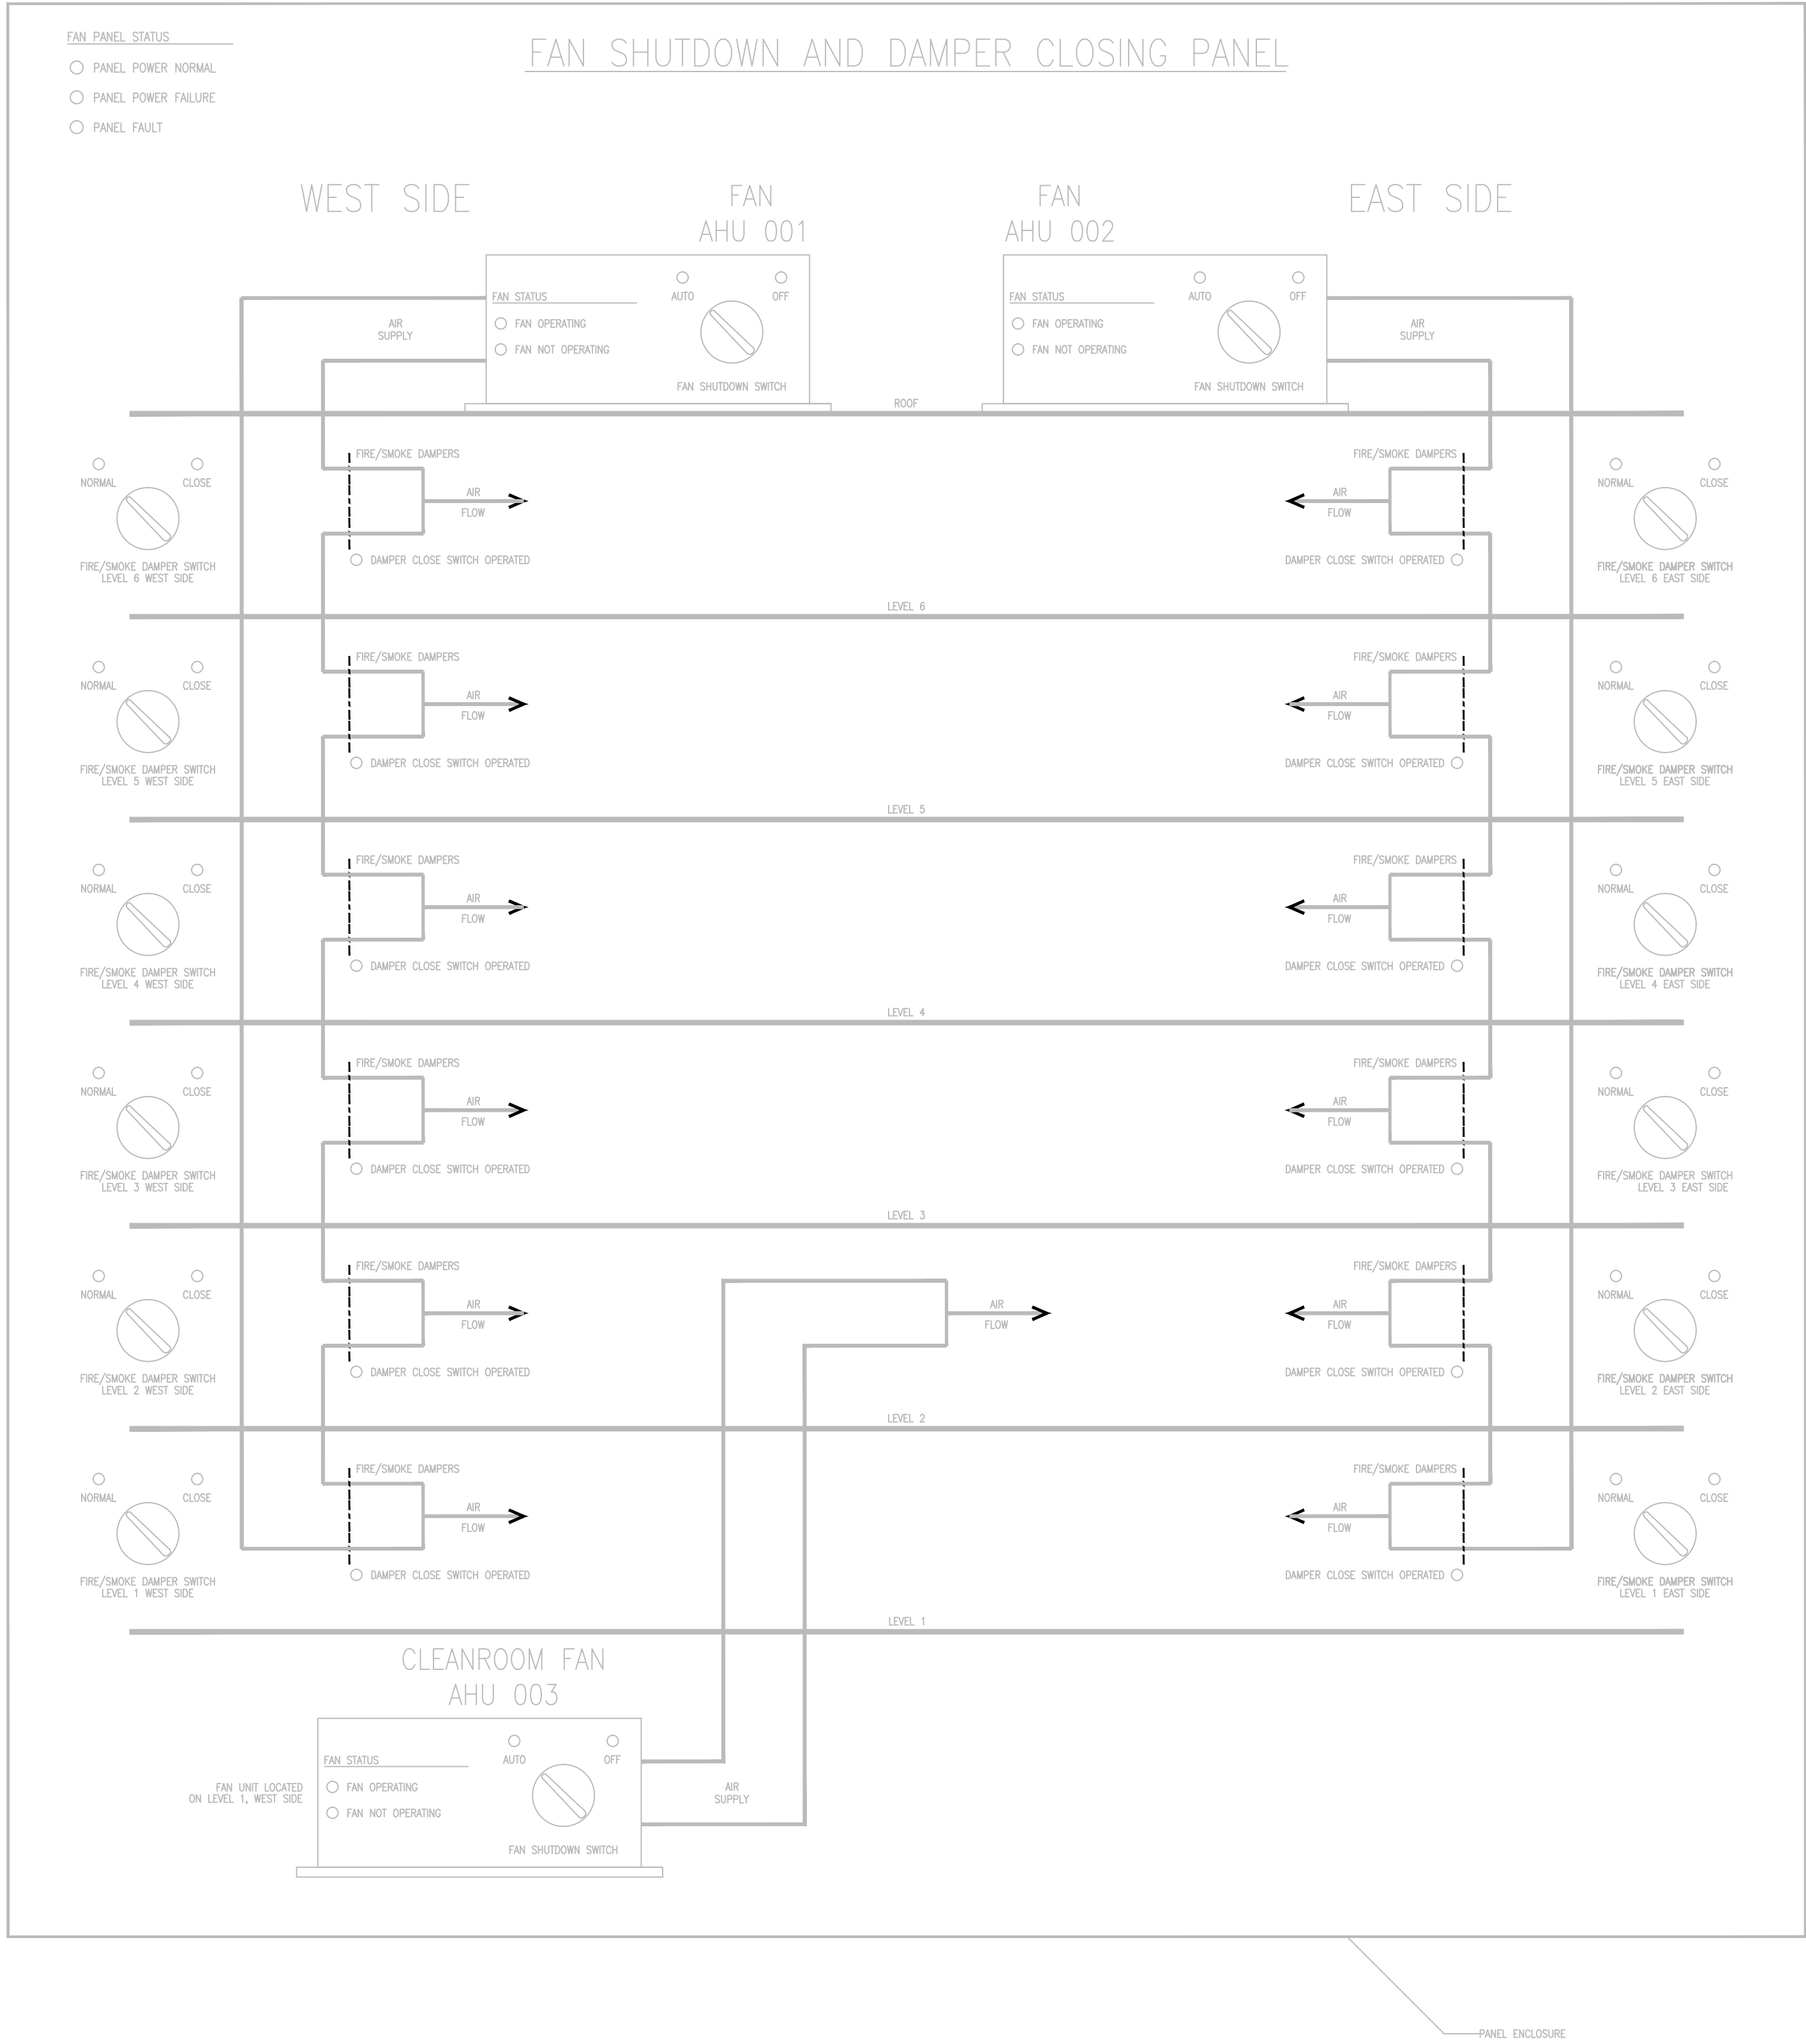 FAN PANEL STATUS
PANEL POWER NORMAL
PANEL POWER FAILURE
PANEL FAULT
FAN SHUTDOWN AND DAMPER CLOSING PANEL
WEST SIDE
FAN
AHU 001
FAN
AHU 002
EAST SIDE
FAN STATUS
FAN OPERATING
FAN NOT OPERATING
AUTO
OFF
FAN SHUTDOWN SWITCH
FAN STATUS
FAN OPERATING
FAN NOT OPERATING
AUTO
OFF
FAN SHUTDOWN SWITCH
AIR
SUPPLY
AIR
SUPPLY
ROOF
NORMAL
CLOSE
FIRE/SMOKE DAMPER SWITCH
LEVEL 6 WEST SIDE
FIRE/SMOKE DAMPERS
AIR
FLOW
DAMPER CLOSE SWITCH OPERATED
FIRE/SMOKE DAMPERS
AIR
FLOW
DAMPER CLOSE SWITCH OPERATED
NORMAL
CLOSE
FIRE/SMOKE DAMPER SWITCH
LEVEL 6 EAST SIDE
LEVEL 6
NORMAL
CLOSE
FIRE/SMOKE DAMPER SWITCH
LEVEL 5 WEST SIDE
FIRE/SMOKE DAMPERS
AIR
FLOW
DAMPER CLOSE SWITCH OPERATED
FIRE/SMOKE DAMPERS
AIR
FLOW
DAMPER CLOSE SWITCH OPERATED
NORMAL
CLOSE
FIRE/SMOKE DAMPER SWITCH
LEVEL 5 EAST SIDE
LEVEL 5
NORMAL
CLOSE
FIRE/SMOKE DAMPER SWITCH
LEVEL 4 WEST SIDE
FIRE/SMOKE DAMPERS
AIR
FLOW
DAMPER CLOSE SWITCH OPERATED
FIRE/SMOKE DAMPERS
AIR
FLOW
DAMPER CLOSE SWITCH OPERATED
NORMAL
CLOSE
FIRE/SMOKE DAMPER SWITCH
LEVEL 4 EAST SIDE
LEVEL 4
NORMAL
CLOSE
FIRE/SMOKE DAMPER SWITCH
LEVEL 3 WEST SIDE
FIRE/SMOKE DAMPERS
AIR
FLOW
DAMPER CLOSE SWITCH OPERATED
FIRE/SMOKE DAMPERS
AIR
FLOW
DAMPER CLOSE SWITCH OPERATED
NORMAL
CLOSE
FIRE/SMOKE DAMPER SWITCH
LEVEL 3 EAST SIDE
LEVEL 3
NORMAL
CLOSE
FIRE/SMOKE DAMPER SWITCH
LEVEL 2 WEST SIDE
FIRE/SMOKE DAMPERS
AIR
FLOW
DAMPER CLOSE SWITCH OPERATED
AIR
FLOW
FIRE/SMOKE DAMPERS
AIR
FLOW
DAMPER CLOSE SWITCH OPERATED
NORMAL
CLOSE
FIRE/SMOKE DAMPER SWITCH
LEVEL 2 EAST SIDE
LEVEL 2
NORMAL
CLOSE
FIRE/SMOKE DAMPER SWITCH
LEVEL 1 WEST SIDE
FIRE/SMOKE DAMPERS
AIR
FLOW
DAMPER CLOSE SWITCH OPERATED
FIRE/SMOKE DAMPERS
AIR
FLOW
DAMPER CLOSE SWITCH OPERATED
NORMAL
CLOSE
FIRE/SMOKE DAMPER SWITCH
LEVEL 1 EAST SIDE
LEVEL 1
CLEANROOM FAN
AHU 003
FAN UNIT LOCATED
ON LEVEL 1, WEST SIDE
FAN STATUS
FAN OPERATING
FAN NOT OPERATING
AUTO
OFF
FAN SHUTDOWN SWITCH
AIR
SUPPLY
PANEL ENCLOSURE